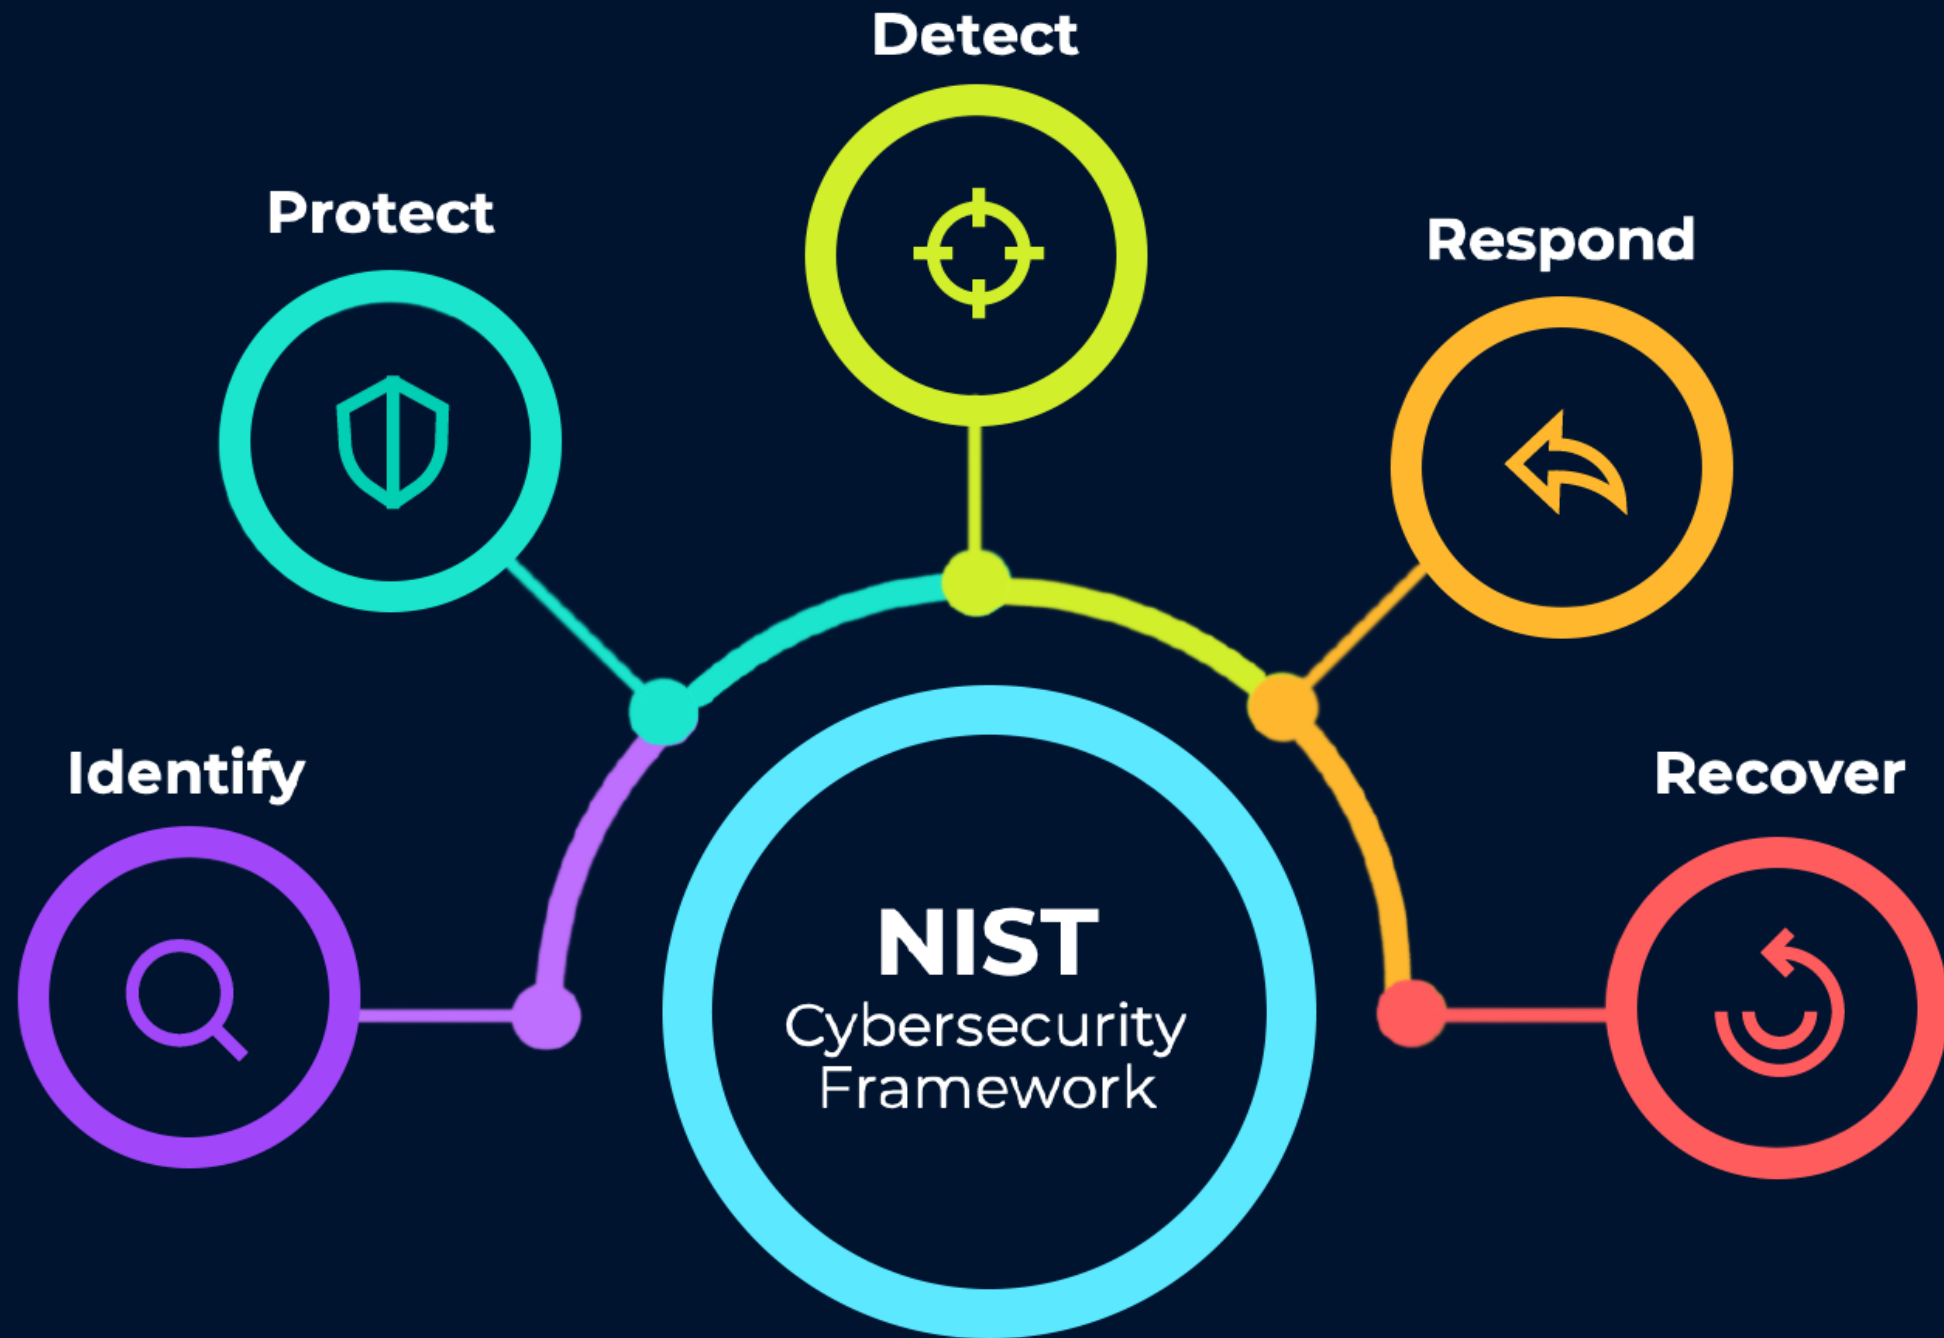 Detect
Protect
Respond
Identify
Recover
NIST
Cybersecurity
Framework